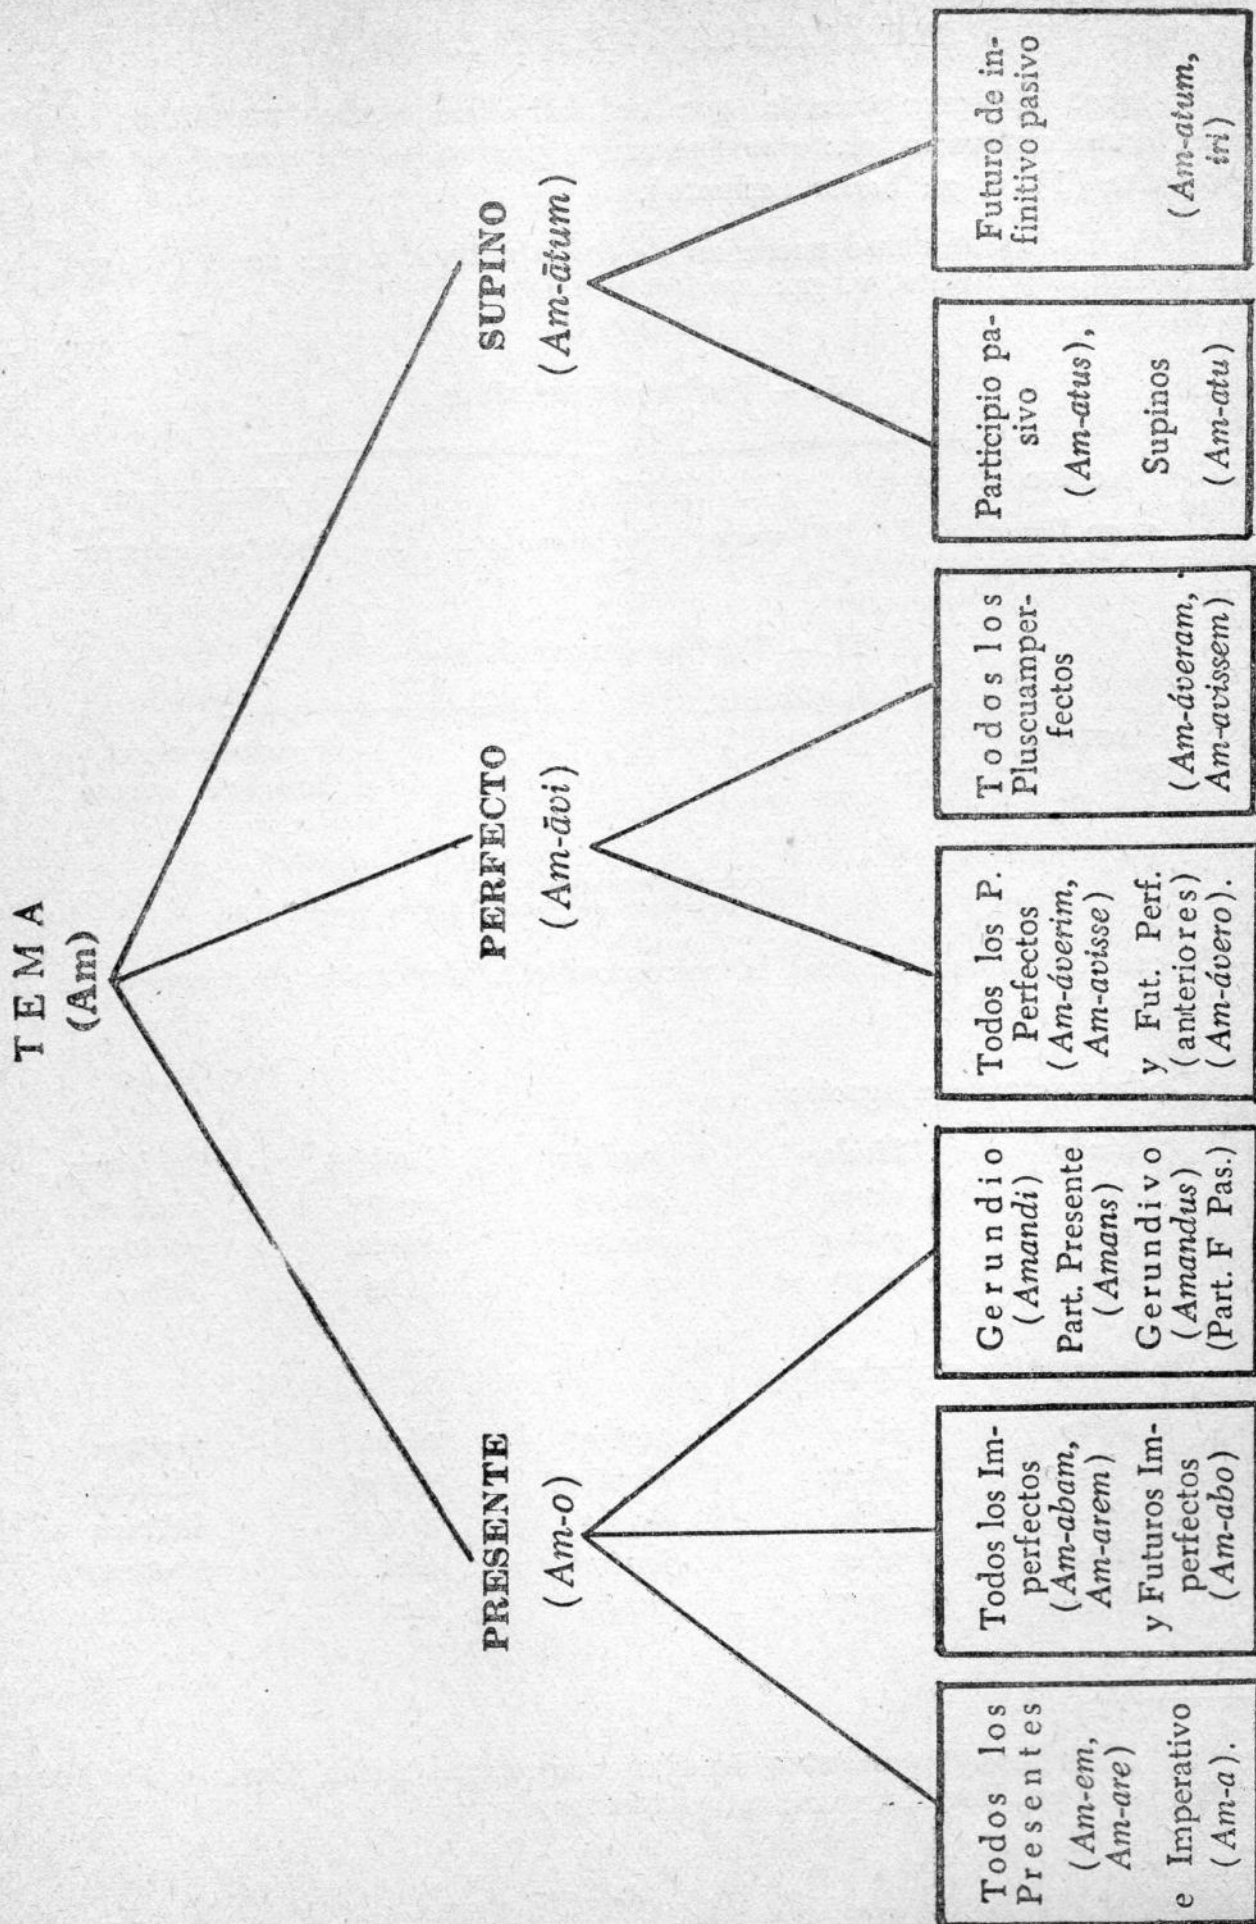 TEMA
(Am)
PRESENTE
(Am-o)
PERFECTO
(Am-āvi)
SUPINO
(Am-ātum)
Todos los
Presentes
(Am-em,
Am-are)
e Imperativo
(Am-a).
Todos los Im-
perfectos
(Am-abam,
Am-arem)
y Futuros Im-
perfectos
(Am-abo)
Gerundio
(Amandi)
Part. Presente
(Amans)
Gerundivo
(Amandus)
(Part. F Pas.)
Todos los P.
Perfectos
(Am-áverim,
Am-avisse)
y Fut. Perf.
(anteriores)
(Am-ávero).
Todos los
Pluscuamper-
fectos
(Am-áveram,
Am-avissem)
Participio pa-
sivo
(Am-atus),
Supinos
(Am-atu)
Futuro de in-
finitivo pasivo
(Am-atum,
iri)